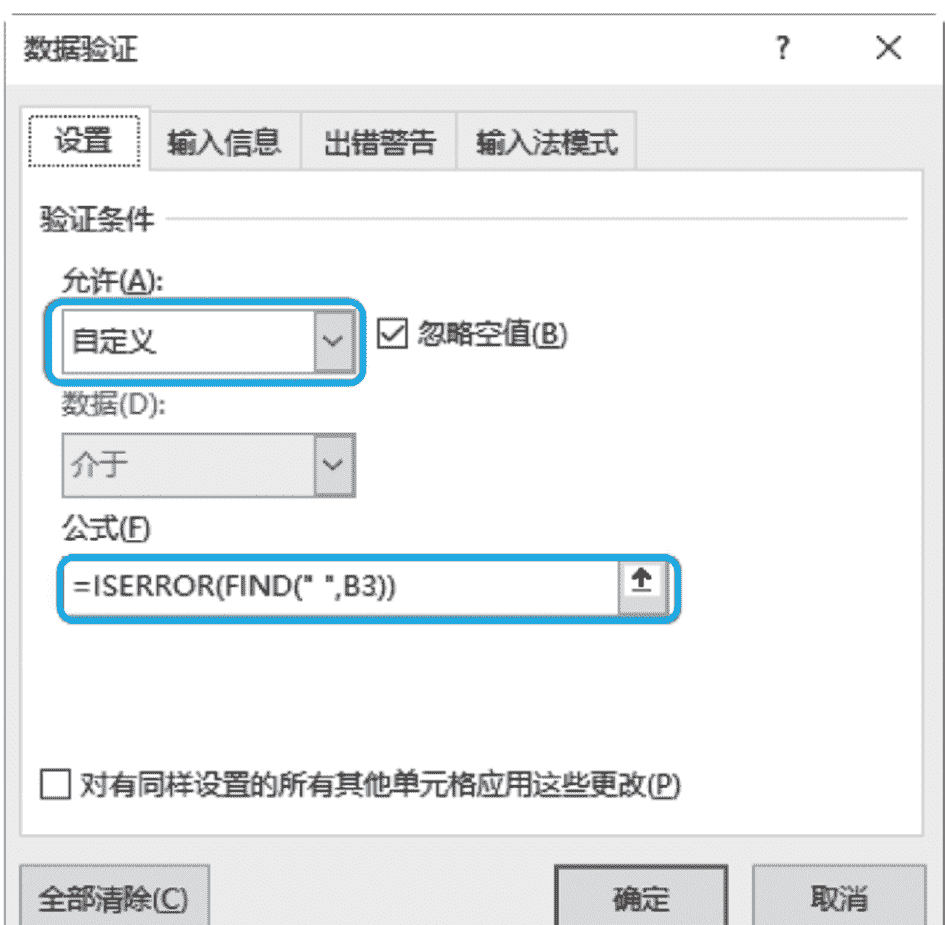 数据验证 ? ×
设置 输入信息 出错警告 输入法模式
验证条件
允许(A):
自定义 忽略空值(B)
数据(D):
介于
公式(F)
=ISERROR(FIND(" ",B3))
对有同样设置的所有其他单元格应用这些更改(P)
全部清除(C) 确定 取消